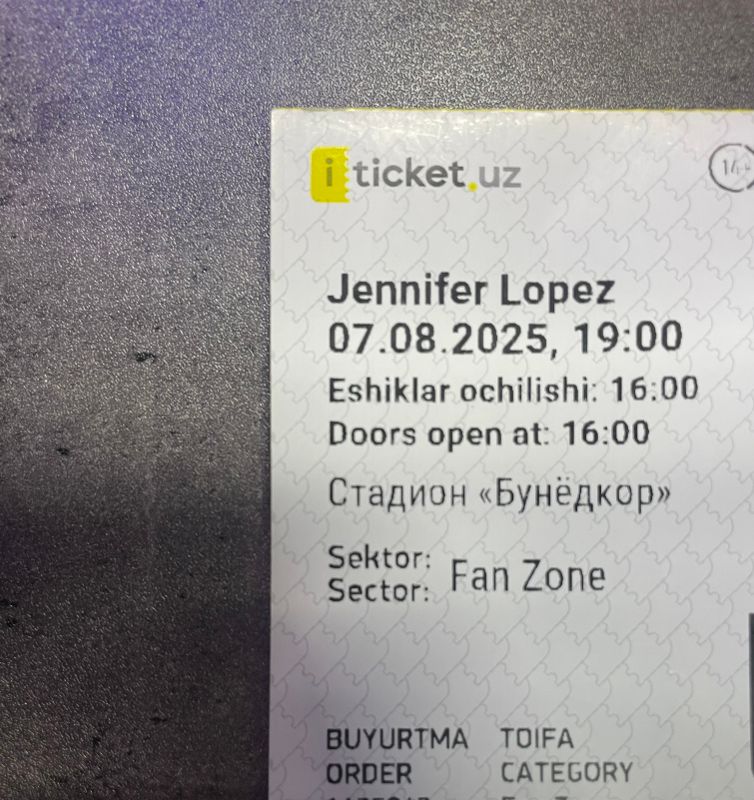 iticket.uz
14+
Jennifer Lopez
07.08.2025, 19:00
Eshiklar ochilishi: 16:00
Doors open at: 16:00
Стадион «Бунёдкор»
Sektor:
Sector: Fan Zone
BUYURTMA TOIFA
ORDER CATEGORY